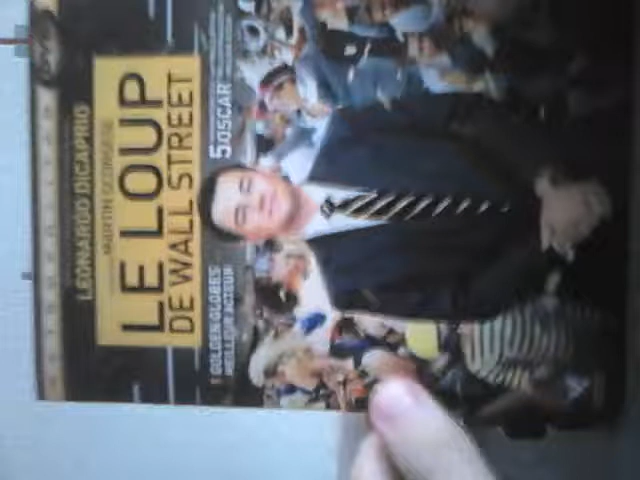 LEONARDO DICAPRIO
MARTIN SCORSESE
LE LOUP
DE WALL STREET
1 GOLDEN GLOBES
MEILLEUR ACTEUR
5 OSCAR